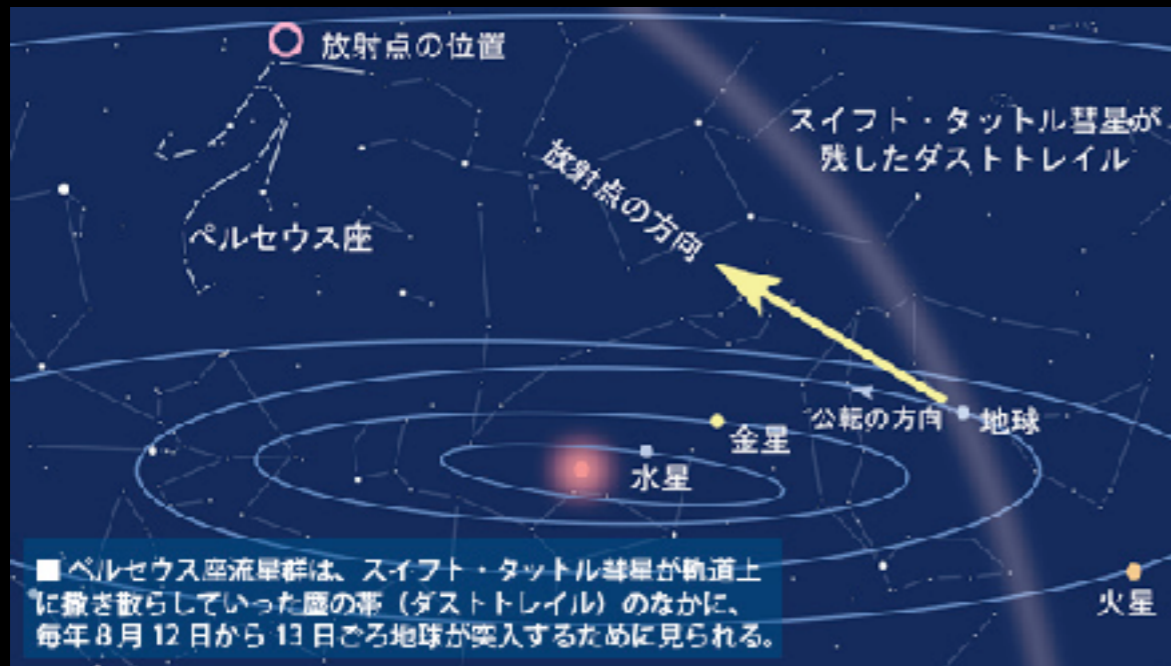 放射点の位置
スイフト・タットル彗星が
残したダストトレイル
放射点の方向
ペルセウス座
公転の方向
地球
金星
水星
火星
■ ペルセウス座流星群は、スイフト・タットル彗星が軌道上
に撒き散らしていった塵の帯（ダストトレイル）のなかに、
毎年8月12日から13日ごろ地球が突入するために見られる。